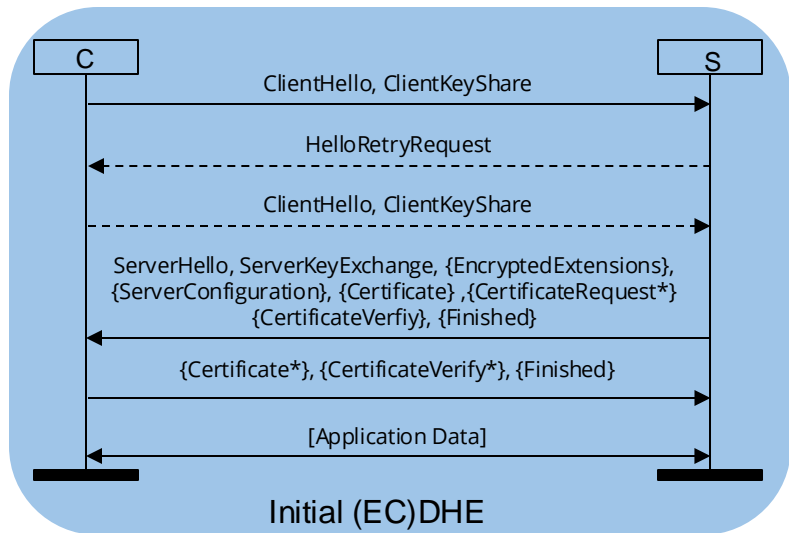 C
S
ClientHello, ClientKeyShare
HelloRetryRequest
ClientHello, ClientKeyShare
ServerHello, ServerKeyExchange, {EncryptedExtensions},
{ServerConfiguration}, {Certificate} ,{CertificateRequest*}
{CertificateVerfiy}, {Finished}
{Certificate*}, {CertificateVerify*}, {Finished}
[Application Data]
Initial (EC)DHE